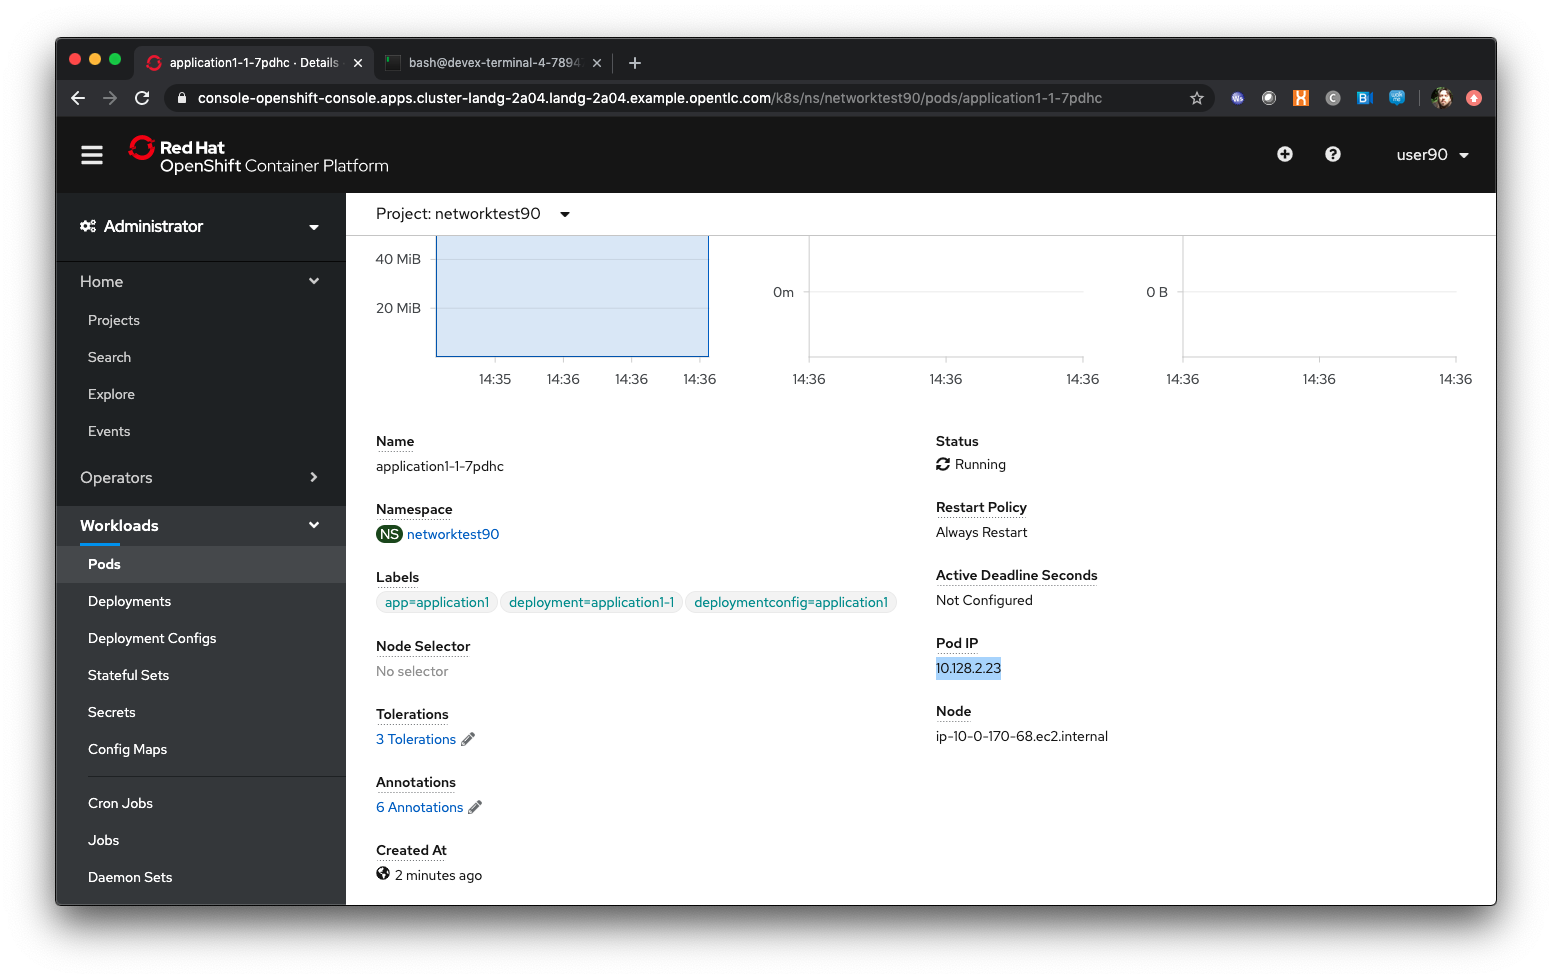 application1-1-7pdhc · Details
bash@devex-terminal-4-7894
console-openshift-console.apps.cluster-landg-2a04.landg-2a04.example.opentlc.com/k8s/ns/networktest90/pods/application1-1-7pdhc
Red Hat
OpenShift Container Platform
user90
Administrator
Home
Projects
Search
Explore
Events
Operators
Workloads
Pods
Deployments
Deployment Configs
Stateful Sets
Secrets
Config Maps
Cron Jobs
Jobs
Daemon Sets
Project: networktest90
40 MiB
20 MiB
14:35 14:36 14:36 14:36
0m
14:36 14:36 14:36
0 B
14:36 14:36 14:36
Name
application1-1-7pdhc
Namespace
NS networktest90
Labels
app=application1 deployment=application1-1 deploymentconfig=application1
Node Selector
No selector
Tolerations
3 Tolerations
Annotations
6 Annotations
Created At
2 minutes ago
Status
Running
Restart Policy
Always Restart
Active Deadline Seconds
Not Configured
Pod IP
10.128.2.23
Node
ip-10-0-170-68.ec2.internal